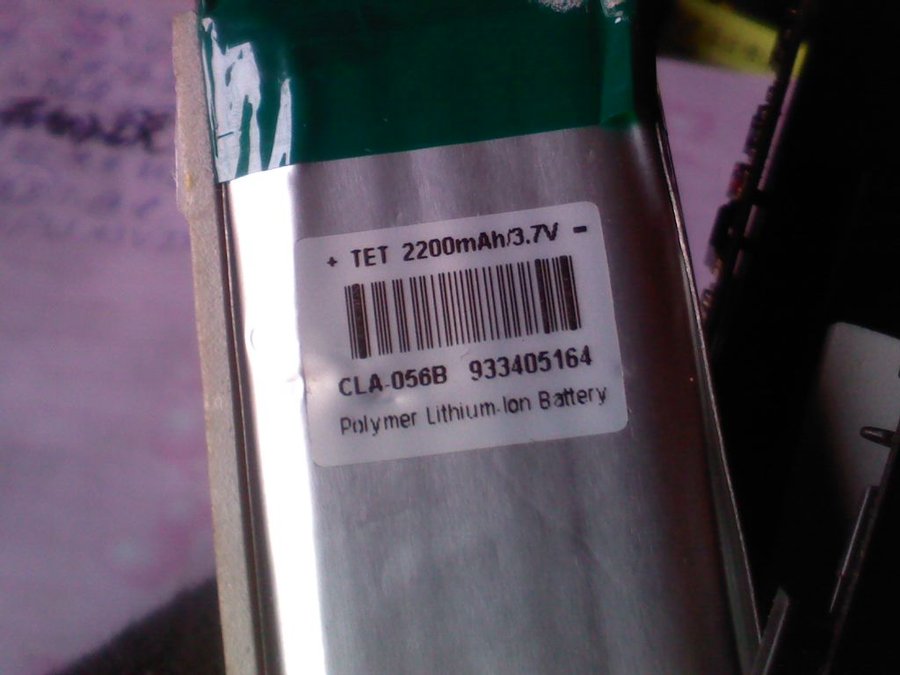 + TET 2200mAh/3.7V -
CLA-056B 933405164
Polymer Lithium-Ion Battery